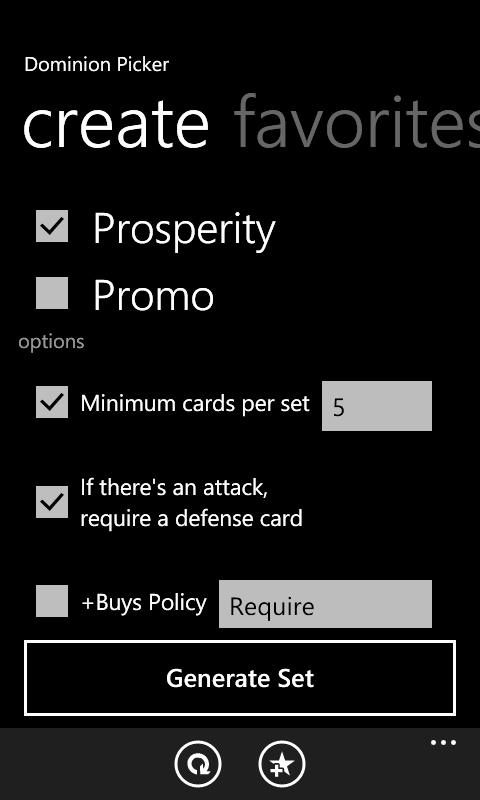 Dominion Picker
create favorites
Prosperity
Promo
options
Minimum cards per set 5
If there's an attack,
require a defense card
+Buys Policy Require
Generate Set